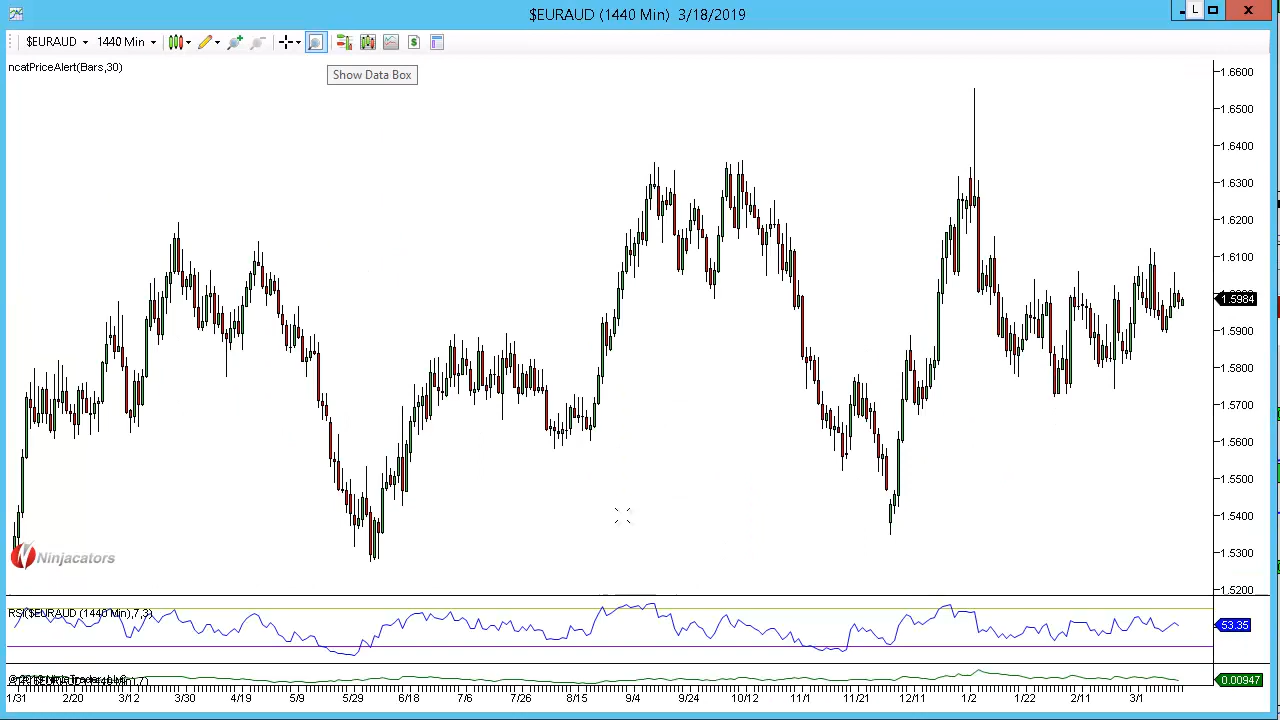 $EURAUD (1440 Min) 3/18/2019
L X
$EURAUD 1440 Min
$
ncatPriceAlert(Bars,30)
Show Data Box
1.6600
1.6500
1.6400
1.6300
1.6200
1.6100
1.5984
1.5900
1.5800
1.5700
1.5600
1.5500
1.5400
1.5300
1.5200
Ninjacators
RSI($EURAUD (1440 Min),7,3)
53.35
0.00947
1/31 2/20 3/12 3/30 4/19 5/9 5/29 6/18 7/6 7/26 8/15 9/4 9/24 10/12 11/1 11/21 12/11 1/2 1/22 2/11 3/1